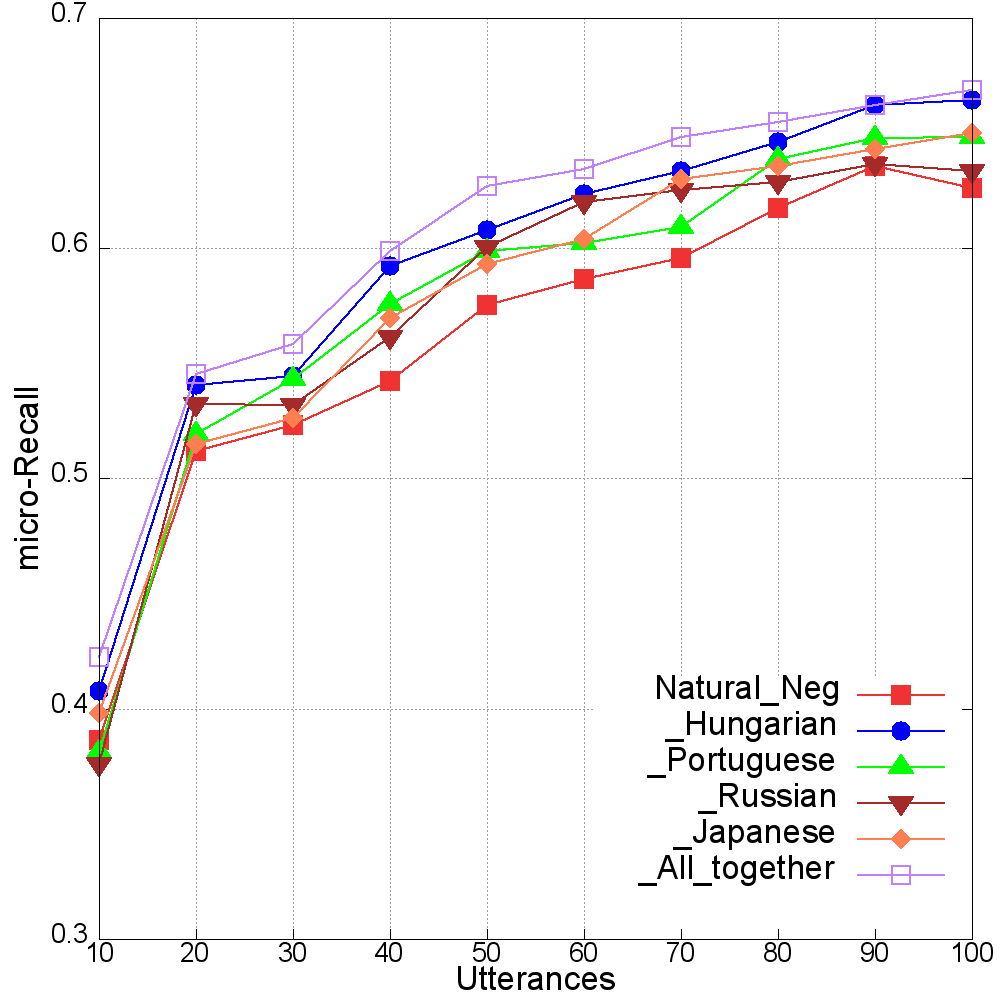 0.7
0.6
0.5
0.4
0.3
micro-Recall
10 20 30 40 50 60 70 80 90 100
Utterances
Natural_Neg
_Hungarian
_Portuguese
_Russian
_Japanese
_All_together